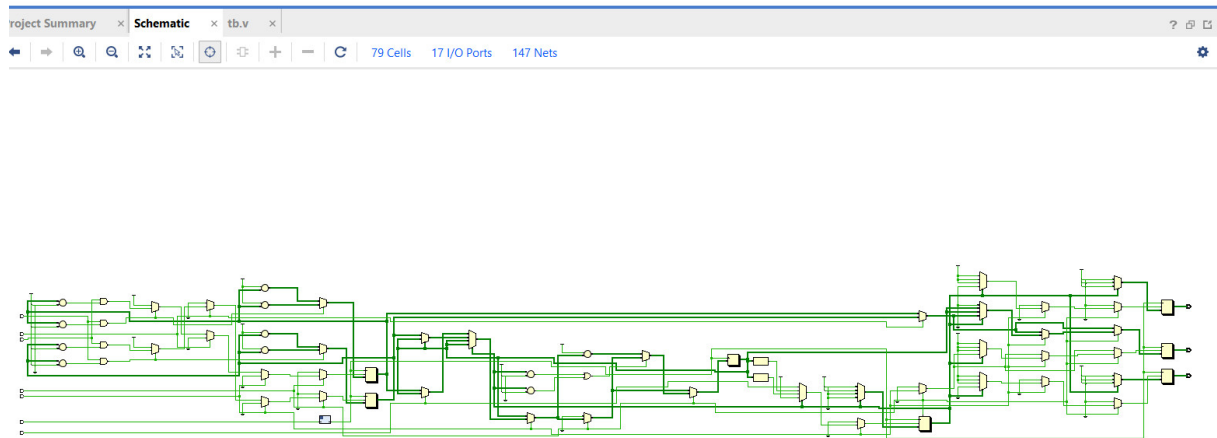 roject Summary × Schematic × tb.v ×
79 Cells 17 I/O Ports 147 Nets